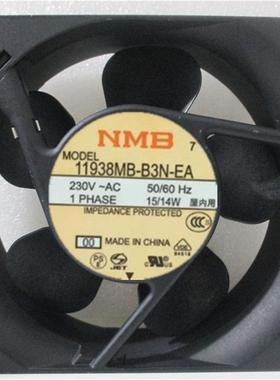 NMB 7
MODEL
11938MB-B3N-EA
230V ~AC 50/60 Hz
1 PHASE 15/14W 屋内用
IMPEDANCE PROTECTED
00 MADE IN CHINA